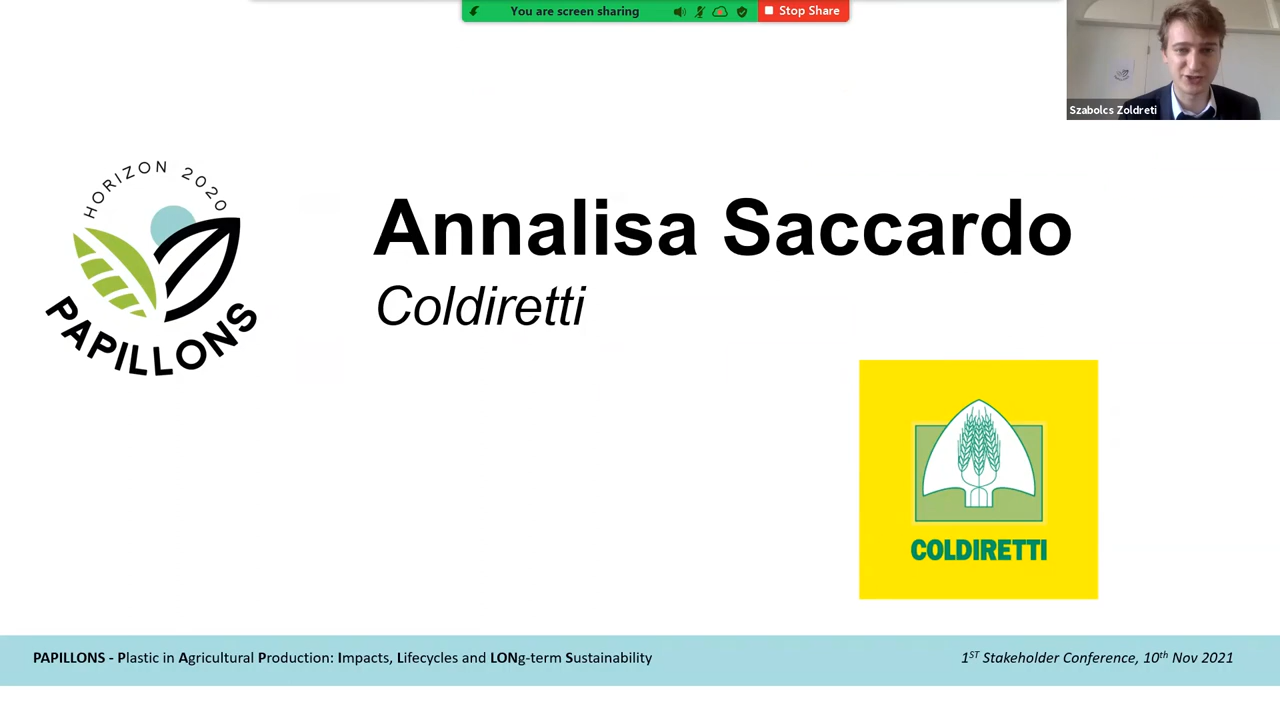 You are screen sharing
Stop Share
Szabolcs Zoldreti
HORIZON 2020
PAPILLONS
Annalisa Saccardo
Coldiretti
COLDIRETTI
PAPILLONS - Plastic in Agricultural Production: Impacts, Lifecycles and LONg-term Sustainability
1ST Stakeholder Conference, 10th Nov 2021